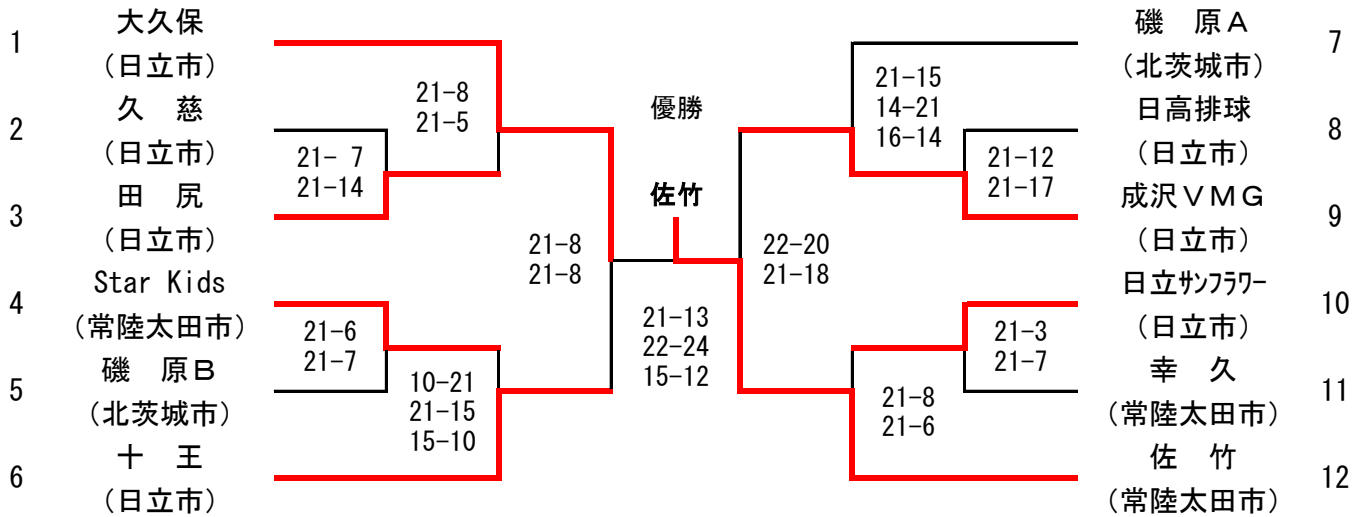 1
大久保
（日立市）
2
久　慈
（日立市）
3
田　尻
（日立市）
4
Star Kids
（常陸太田市）
5
磯　原Ｂ
（北茨城市）
6
十　王
（日立市）
21-8
21-5
21- 7
21-14
21-8
21-8
21-6
21-7
10-21
21-15
15-10
優勝
佐竹
21-13
22-24
15-12
21-15
14-21
16-14
21-12
21-17
22-20
21-18
21-3
21-7
21-8
21-6
磯　原Ａ
（北茨城市）
7
日高排球
（日立市）
8
成沢ＶＭＧ
（日立市）
9
日立ｻﾝﾌﾗﾜｰ
（日立市）
10
幸　久
（常陸太田市）
11
佐　竹
（常陸太田市）
12